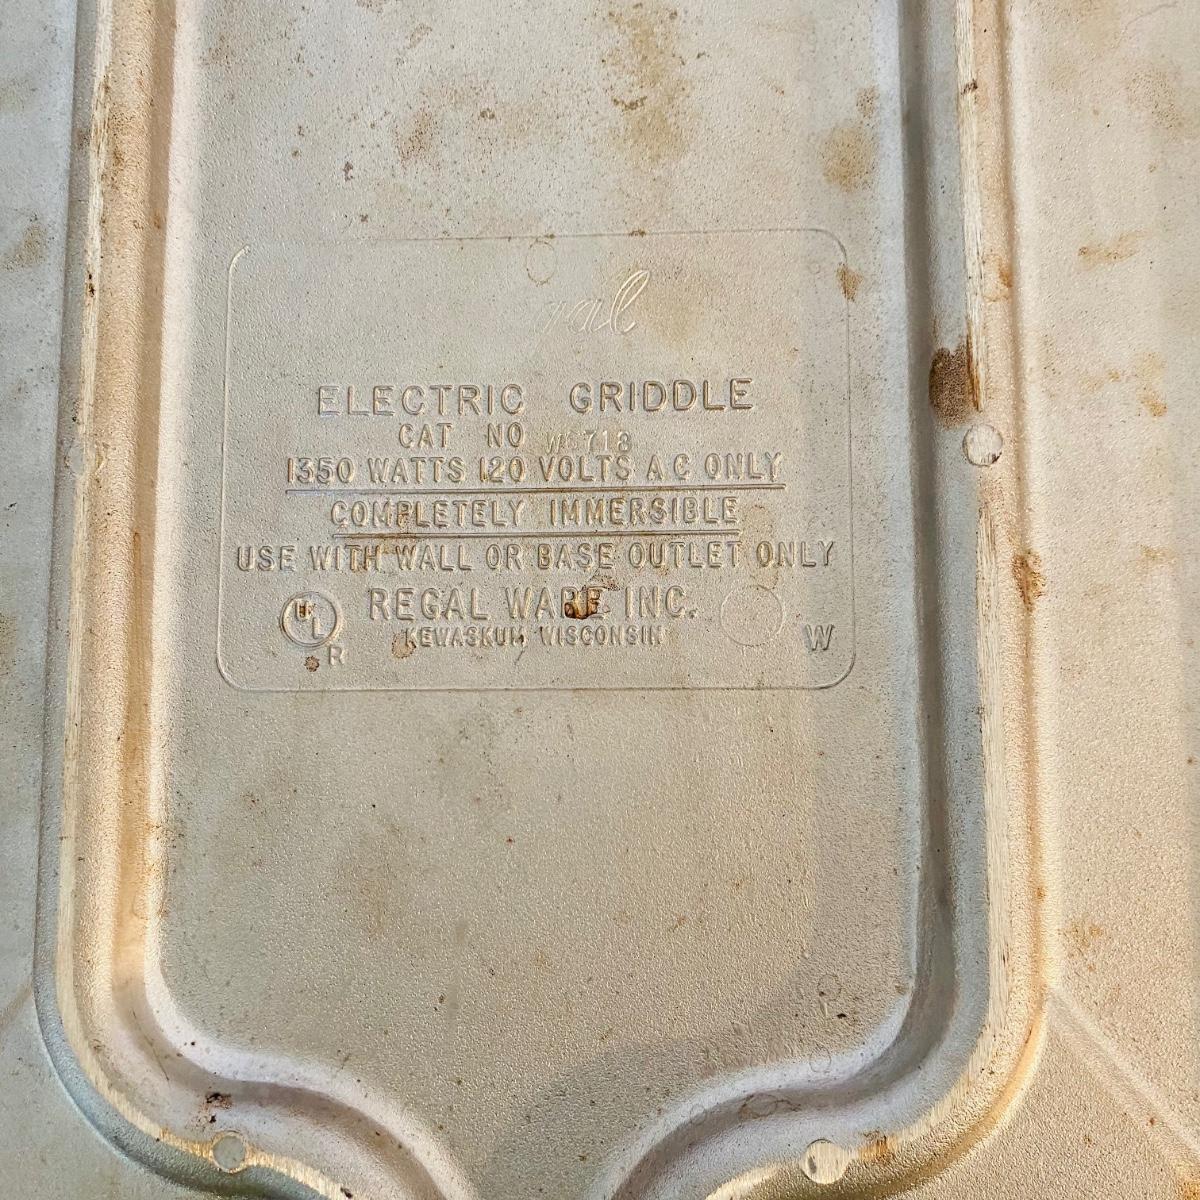 ELECTRIC GRIDDLE
CAT NO
1350 WATTS 120 VOLTS A C ONLY
COMPLETELY IMMERSIBLE
USE WITH WALL OR BASE OUTLET ONLY
UL REGAL WARE INC.
R KEWASKUM WISCONSIN W